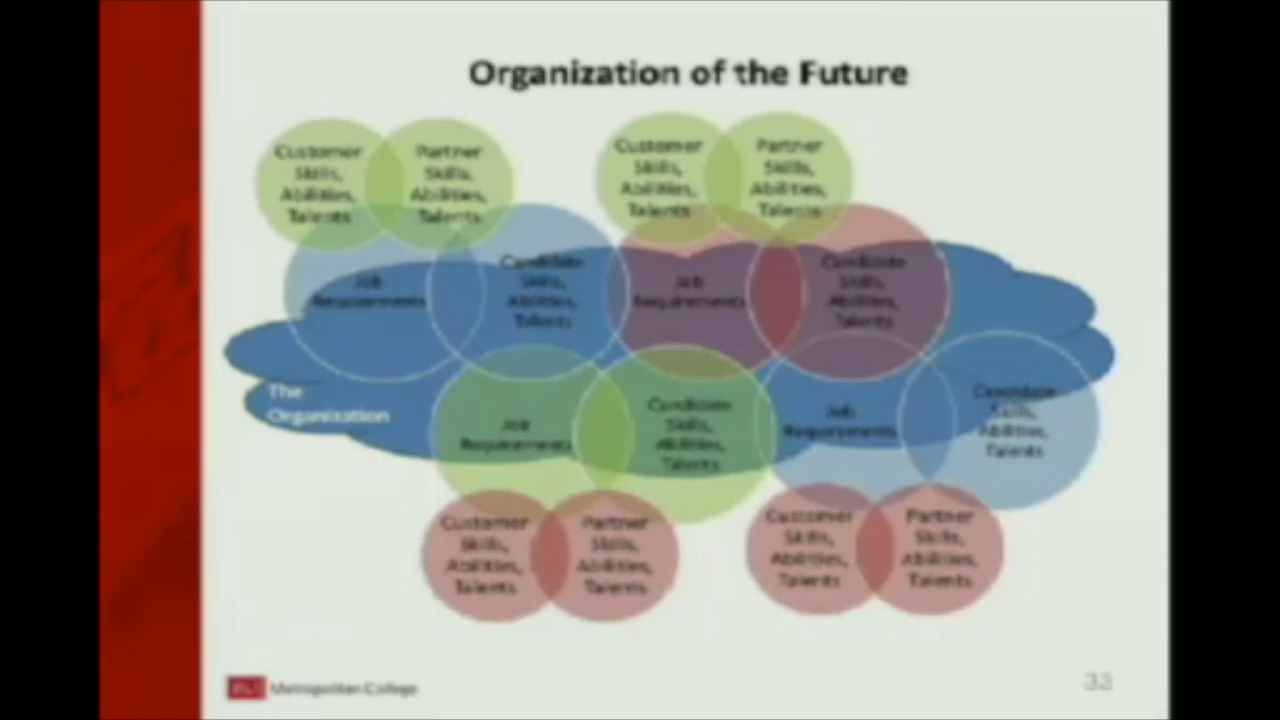 Organization of the Future
Customer
Skills,
Abilities,
Talents
Partner
Skills,
Abilities,
Talents
Customer
Skills,
Abilities,
Talents
Partner
Skills,
Abilities,
Talents
Job
Requirements
Candidate
Skills,
Abilities,
Talents
Job
Requirements
Candidate
Skills,
Abilities,
Talents
The
Organization
Job
Requirements
Candidate
Skills,
Abilities,
Talents
Job
Requirements
Candidate
Skills,
Abilities,
Talents
Customer
Skills,
Abilities,
Talents
Partner
Skills,
Abilities,
Talents
Customer
Skills,
Abilities,
Talents
Partner
Skills,
Abilities,
Talents
Metropolitan College
33